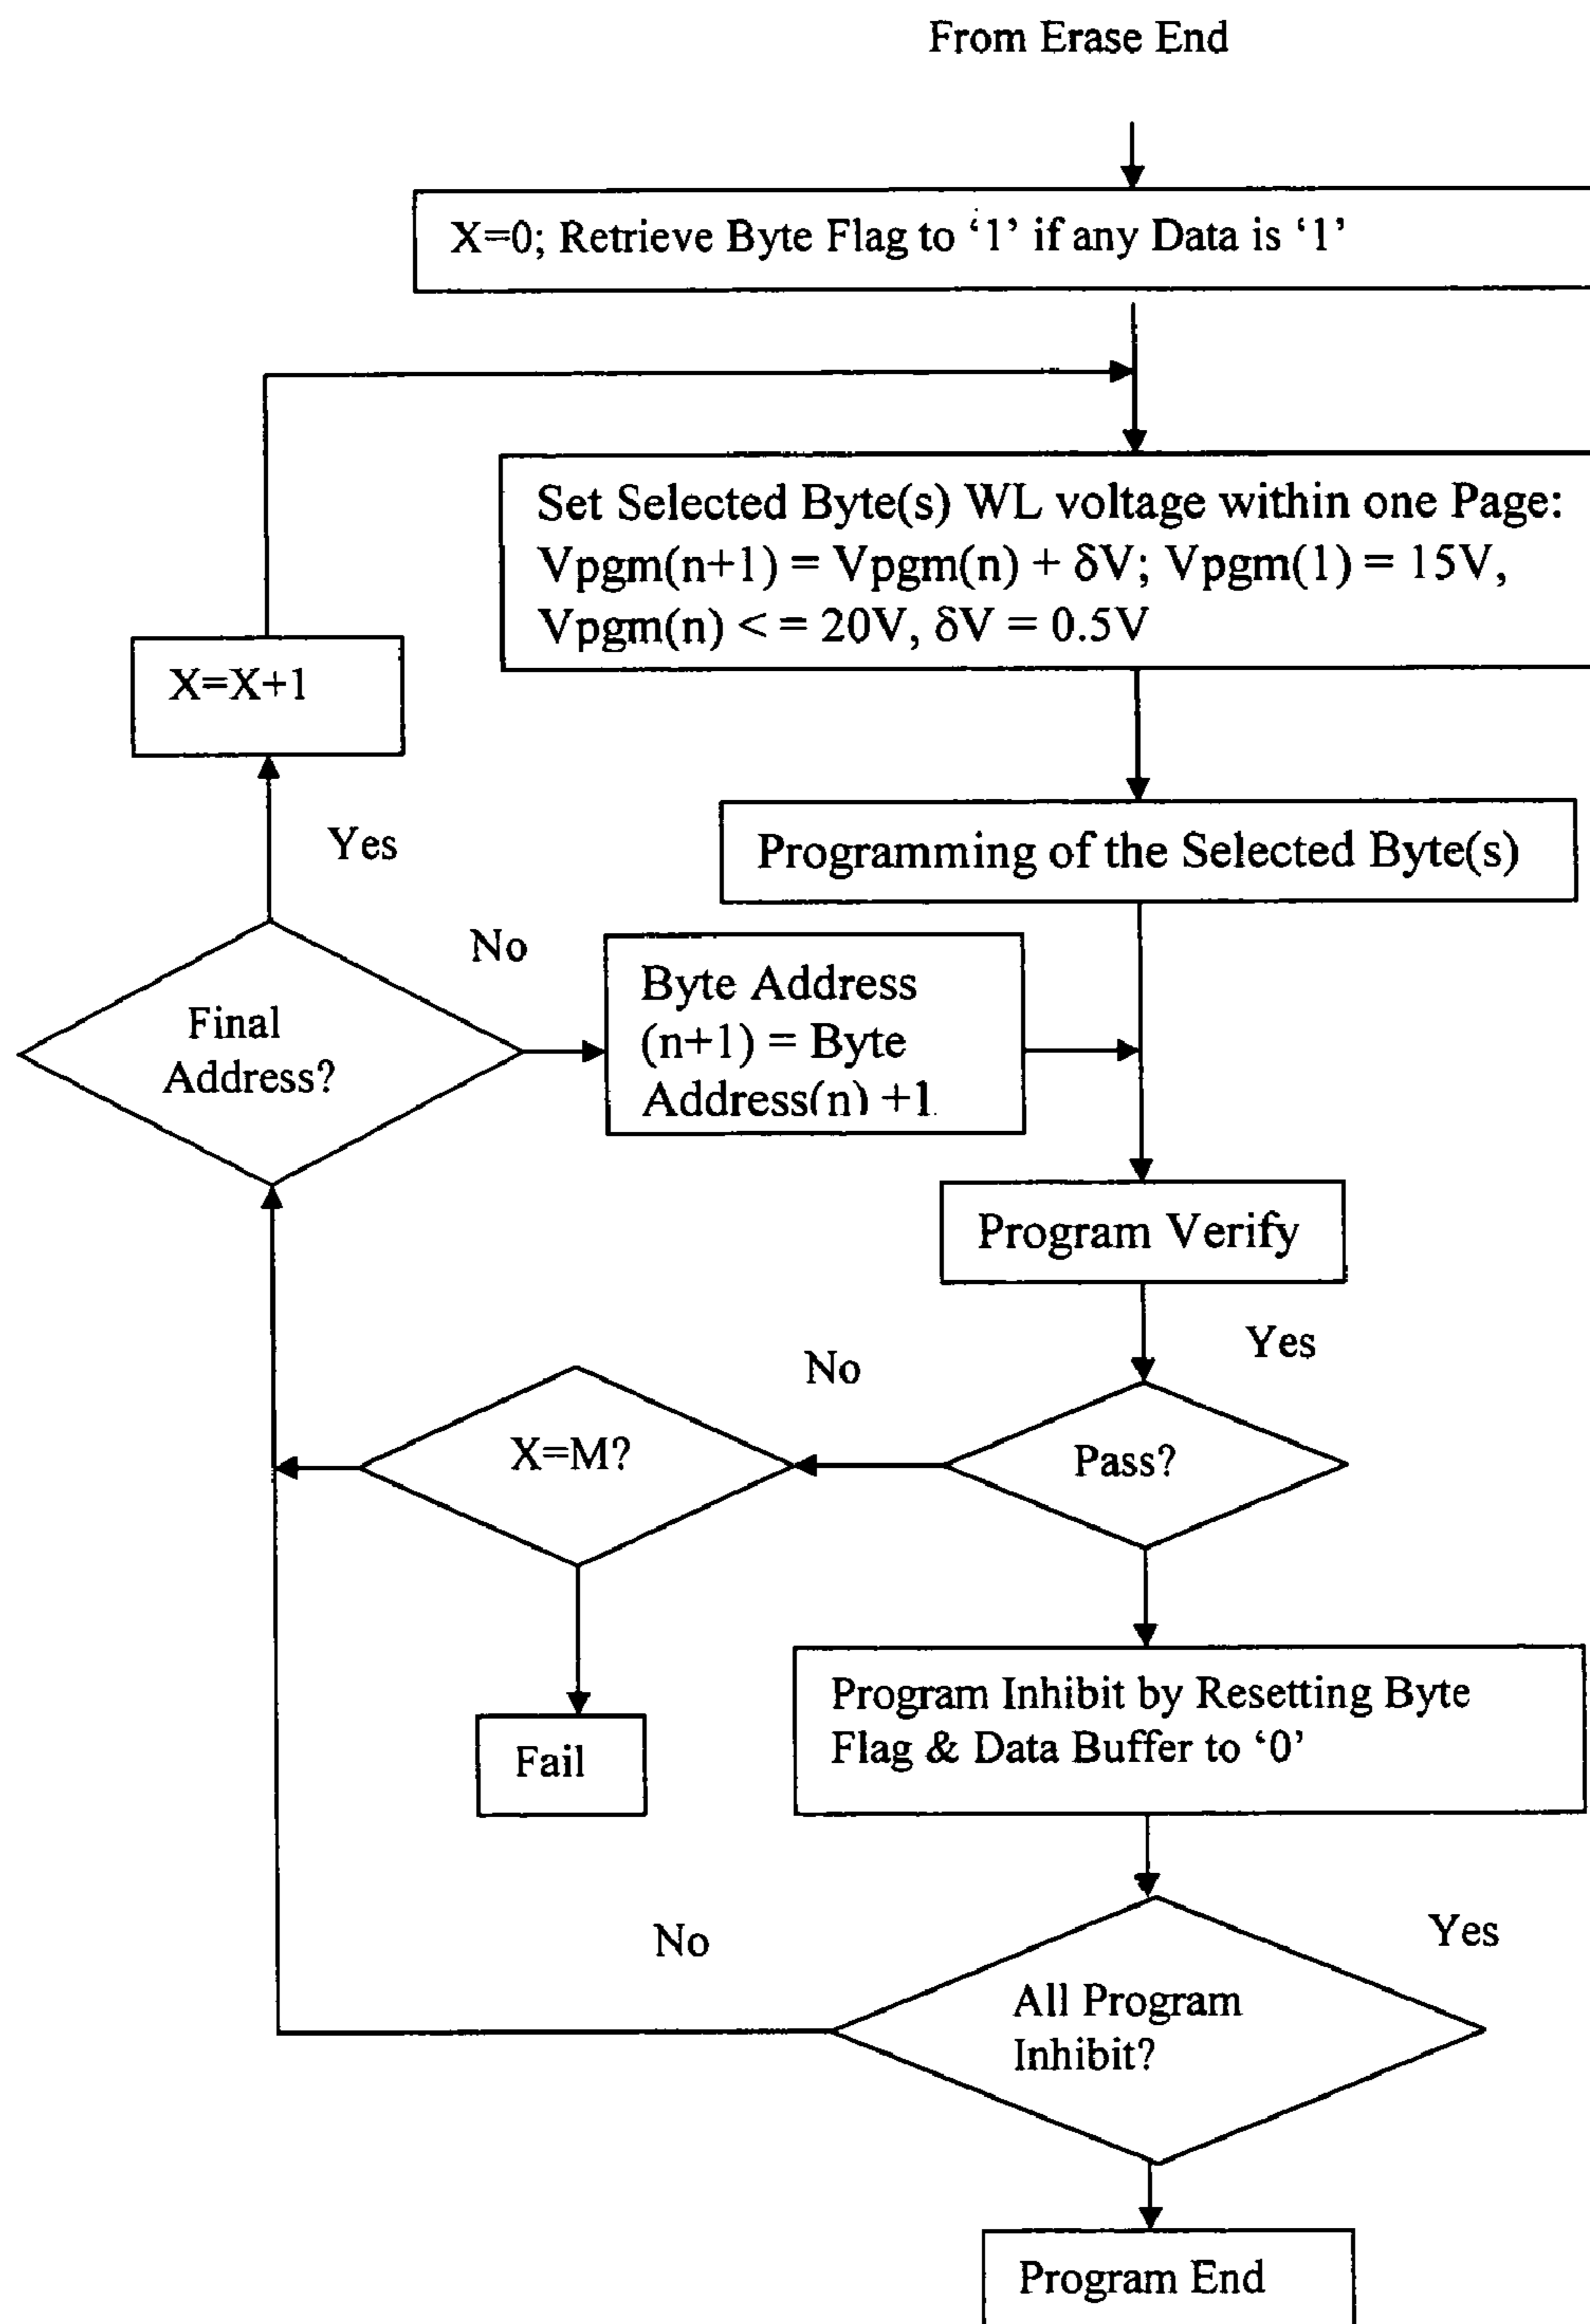 From Erase End
X=0; Retrieve Byte Flag to ‘1’ if any Data is ‘1’
Set Selected Byte(s) WL voltage within one Page:
Vpgm(n+1) = Vpgm(n) + δV; Vpgm(1) = 15V,
Vpgm(n) < = 20V, δV = 0.5V
X=X+1
Yes
Programming of the Selected Byte(s)
No
Byte Address
(n+1) = Byte
Address(n) +1
Final
Address?
Program Verify
Yes
No
X=M?
Pass?
Fail
Program Inhibit by Resetting Byte
Flag & Data Buffer to ‘0’
No
Yes
All Program
Inhibit?
Program End